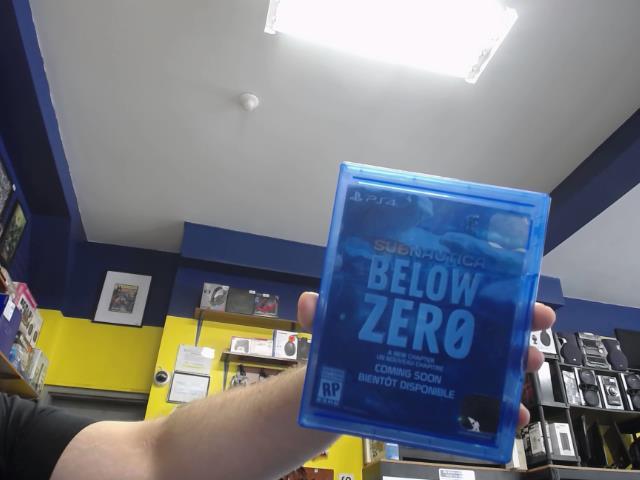 PS4
SUBNAUTICA
BELOW
ZERO
A NEW CHAPTER
UN NOUVEAU CHAPITRE
COMING SOON
BIENTÔT DISPONIBLE
RP